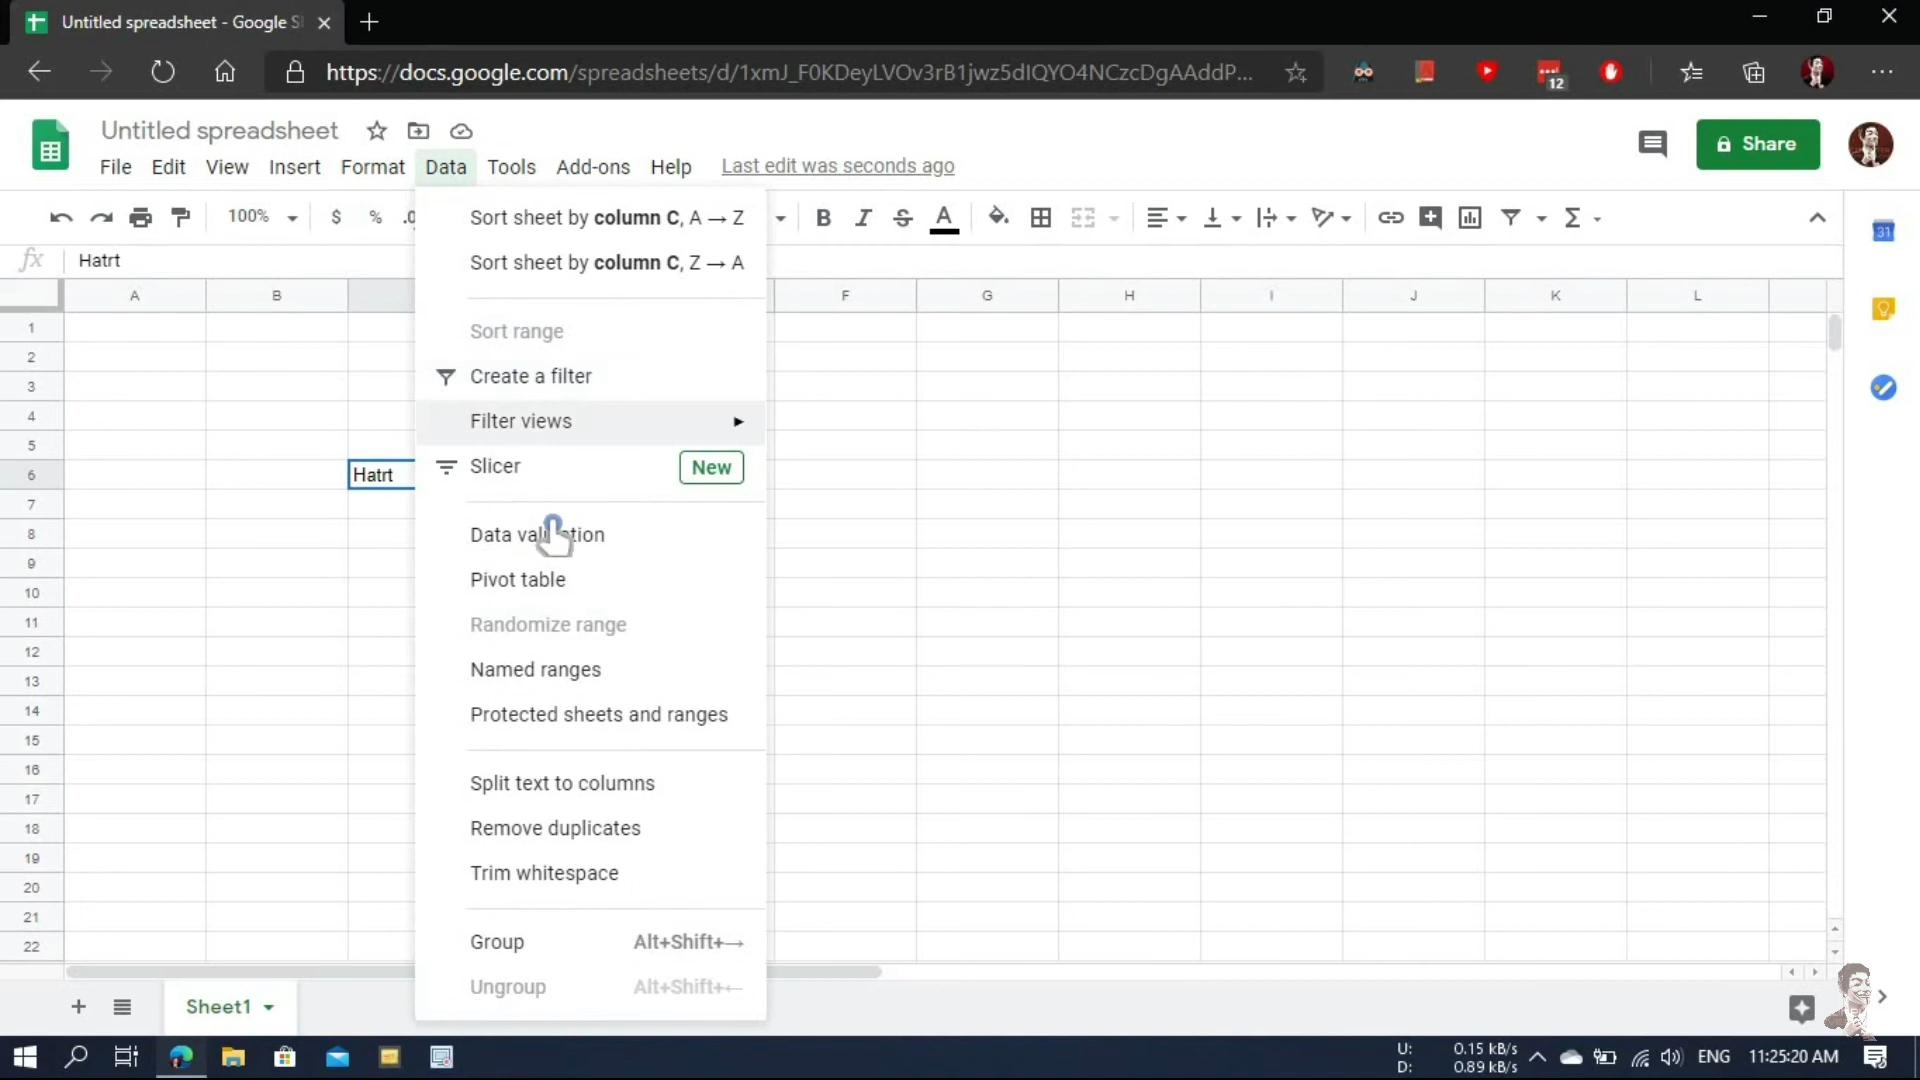 Untitled spreadsheet - Google S
https://docs.google.com/spreadsheets/d/1xmJ_F0KDeyLVOv3rB1jwz5dIQYO4NCzcDgAAddP...
12
Untitled spreadsheet
Share
File Edit View Insert Format Data Tools Add-ons Help Last edit was seconds ago
100% $ % .0
B I S A Σ
fx Hatrt
A B F G H I J K L
31
Sort sheet by column C, A → Z
Sort sheet by column C, Z → A
Sort range
Create a filter
Filter views
Slicer New
Data validation
Pivot table
Randomize range
Named ranges
Protected sheets and ranges
Split text to columns
Remove duplicates
Trim whitespace
Group Alt+Shift+→
Ungroup Alt+Shift+←
1
2
3
4
5
6 Hatrt
7
8
9
10
11
12
13
14
15
16
17
18
19
20
21
22
Sheet1
U: 0.15 kB/s
D: 0.89 kB/s
ENG 11:25:20 AM